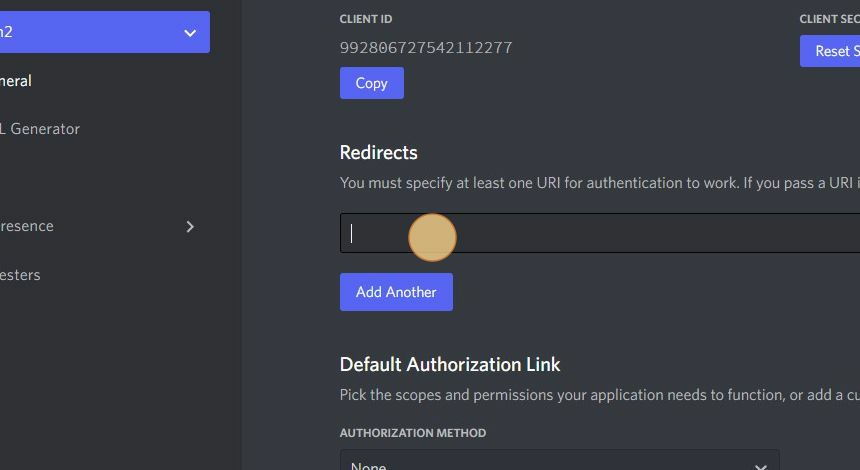 CLIENT ID
CLIENT SEC
992806727542112277
Copy
Reset S
n2
neral
L Generator
resence
esters
Redirects
You must specify at least one URI for authentication to work. If you pass a URI i
Add Another
Default Authorization Link
Pick the scopes and permissions your application needs to function, or add a cu
AUTHORIZATION METHOD
None